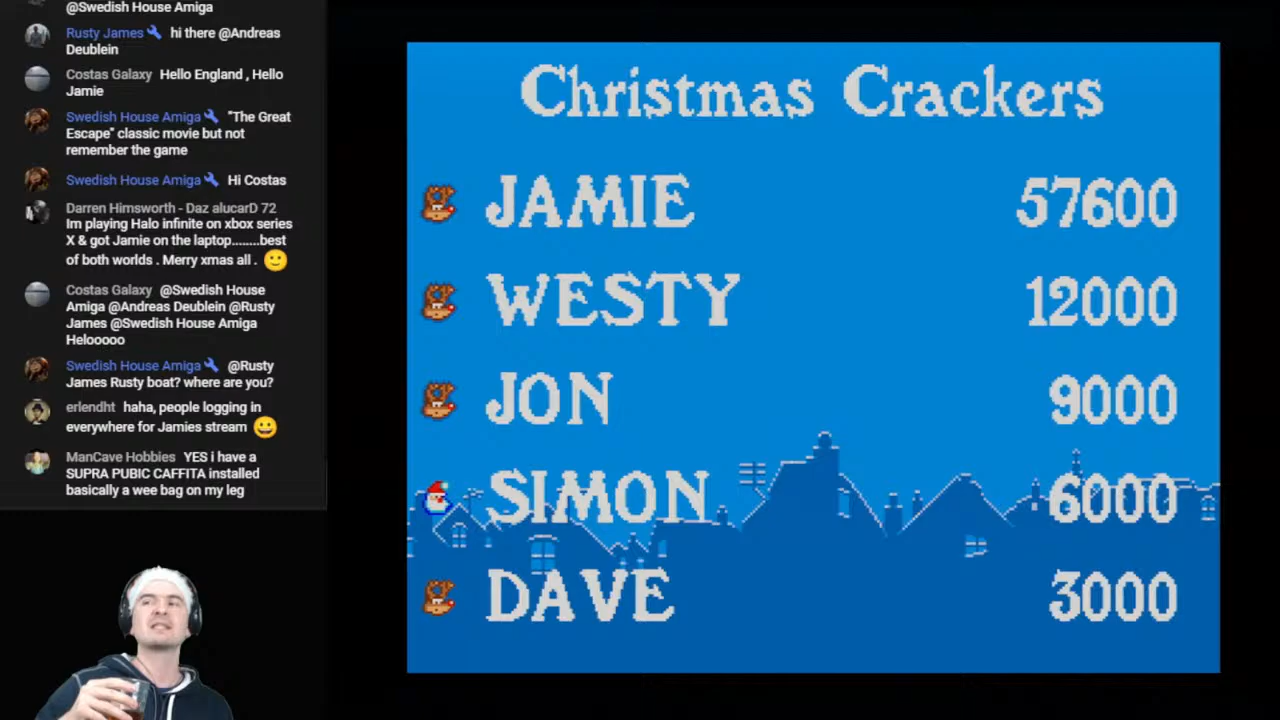 @Swedish House Amiga
Rusty James hi there @Andreas
Deublein
Costas Galaxy Hello England , Hello
Jamie
Swedish House Amiga "The Great
Escape" classic movie but not
remember the game
Swedish House Amiga Hi Costas
Darren Himsworth - Daz alucarD 72
Im playing Halo infinite on xbox series
X & got Jamie on the laptop........best
of both worlds . Merry xmas all .
Costas Galaxy @Swedish House
Amiga @Andreas Deublein @Rusty
James @Swedish House Amiga
Helooooo
Swedish House Amiga @Rusty
James Rusty boat? where are you?
erlendht haha, people logging in
everywhere for Jamies stream
ManCave Hobbies YES i have a
SUPRA PUBIC CAFFITA installed
basically a wee bag on my leg
Christmas Crackers
JAMIE 57600
WESTY 12000
JON 9000
SIMON 6000
DAVE 3000